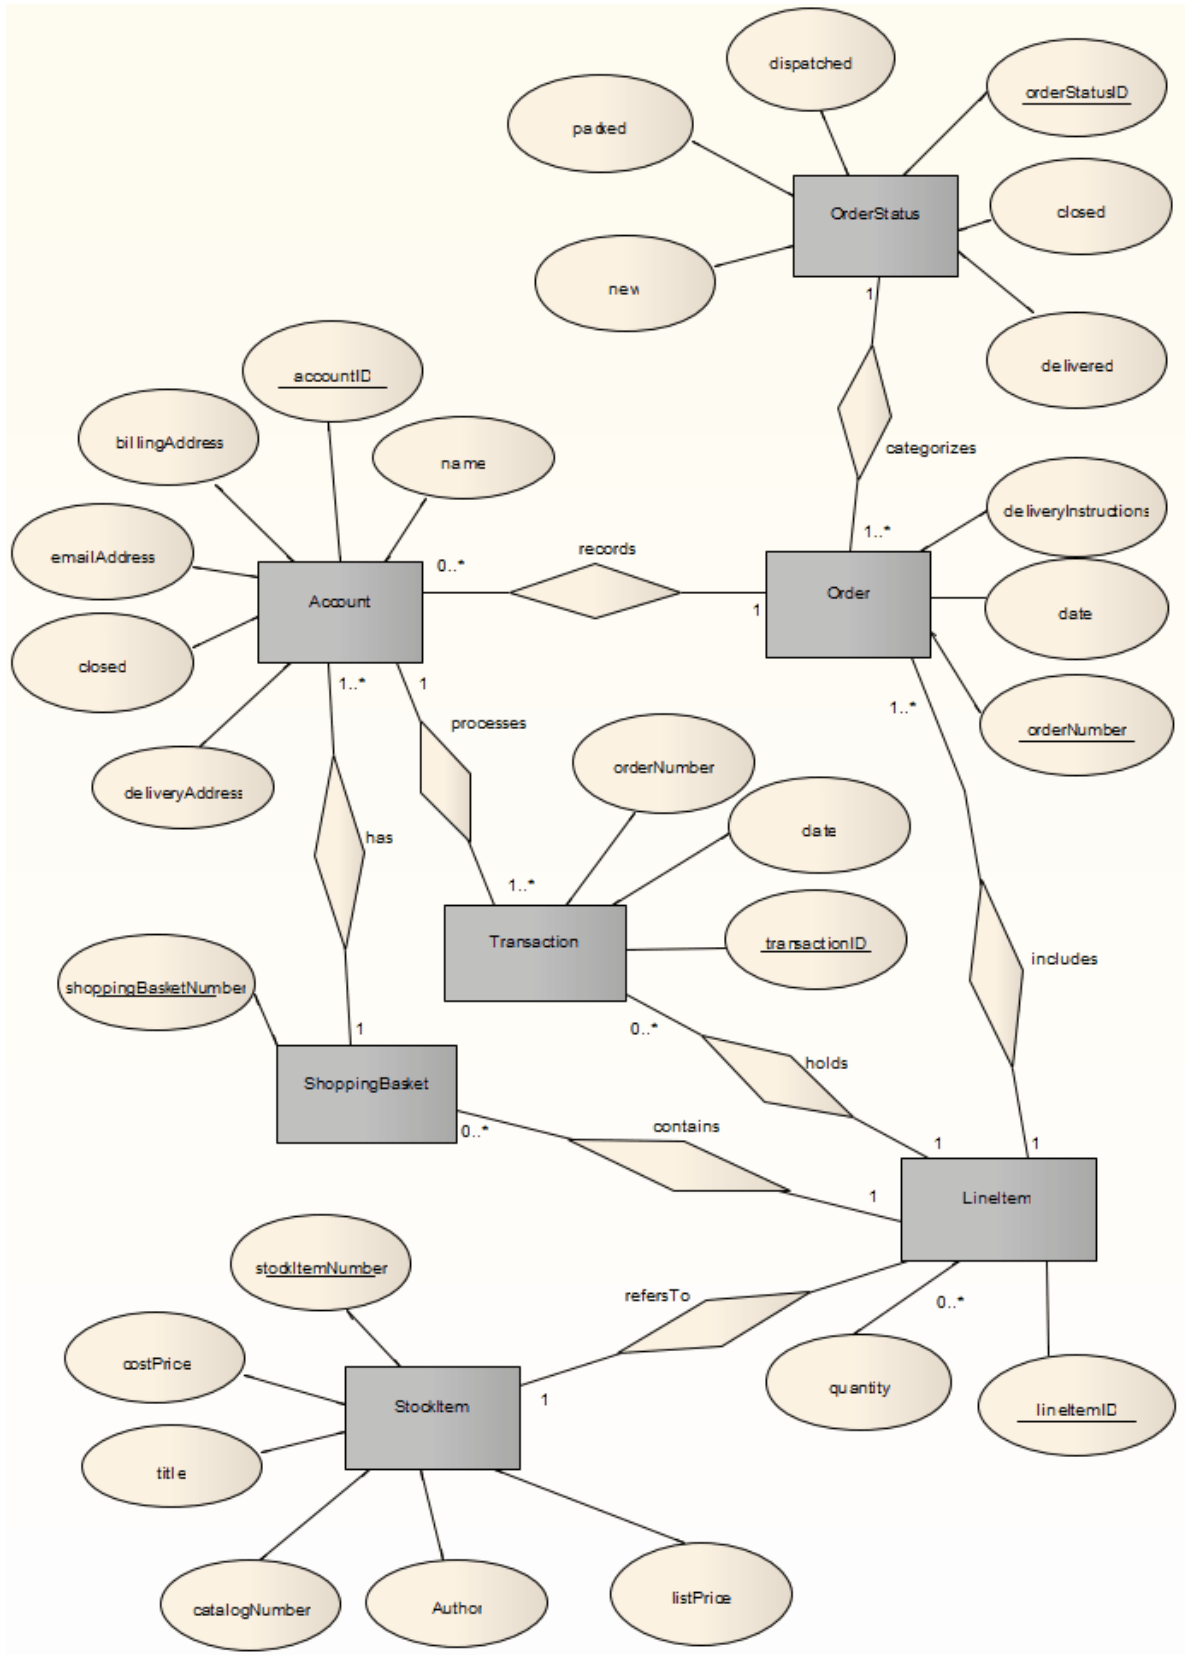 dispatched
orderStatusID
packed
OrderStatus
closed
new
1
delivered
accountID
billingAddress
name
categorizes
deliveryInstructions
emailAddress
records
1..*
0..*
Account
Order
date
1
closed
1..*
1
1..*
processes
orderNumber
orderNumber
deliveryAddress
date
has
1..*
Transaction
transactionID
includes
shoppingBasketNumber
1
0..*
holds
ShoppingBasket
contains
0..*
1
1
LineItem
1
stockItemNumber
refersTo
0..*
costPrice
quantity
1
StockItem
lineItemID
title
listPrice
catalogNumber
Author